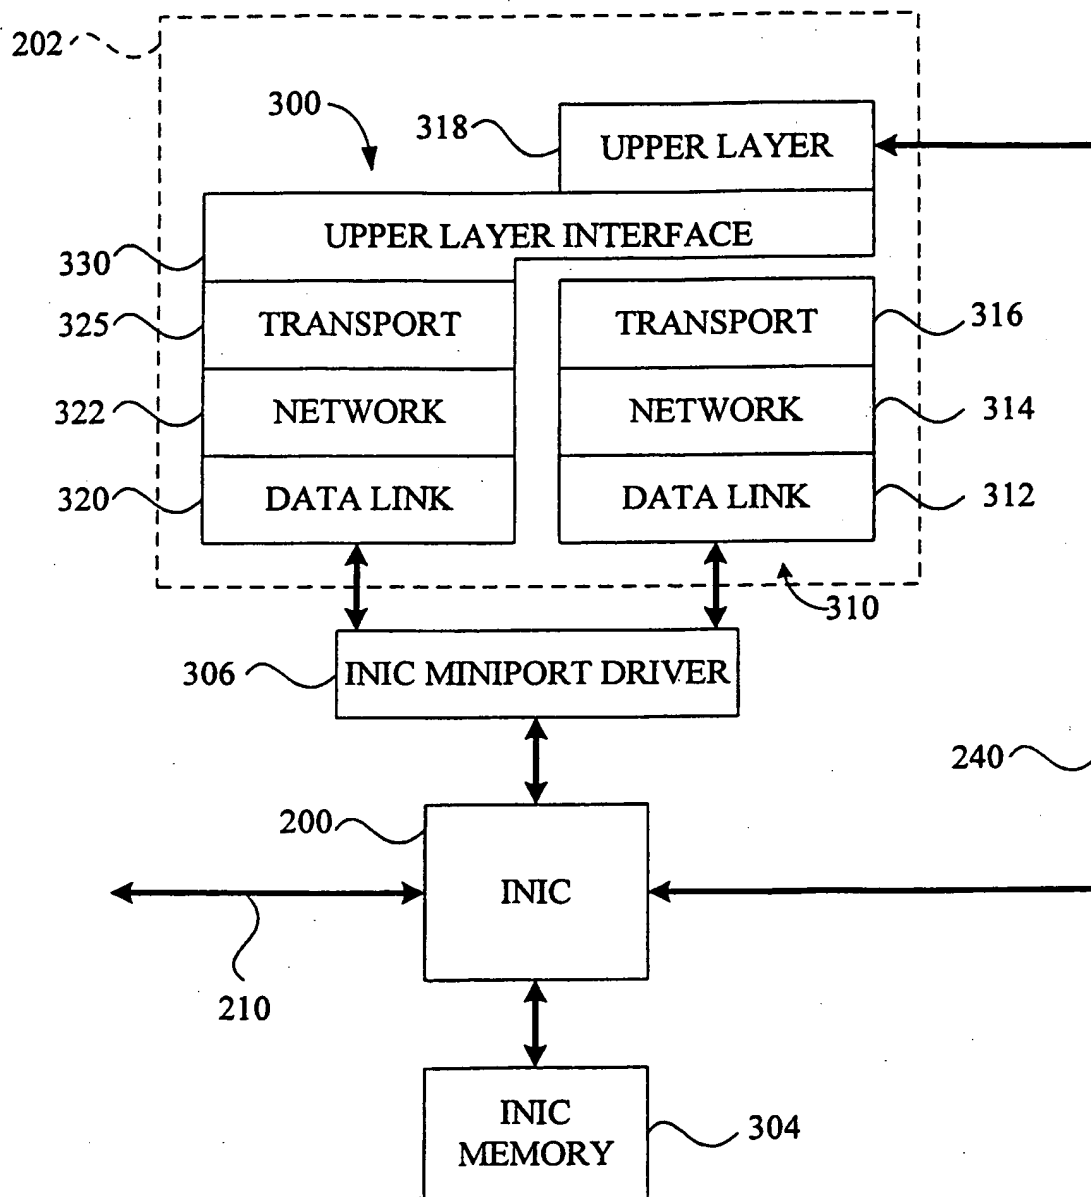 202
300
318
UPPER LAYER
UPPER LAYER INTERFACE
330
325
TRANSPORT
TRANSPORT
316
322
NETWORK
NETWORK
314
320
DATA LINK
DATA LINK
312
310
306
INIC MINIPORT DRIVER
240
200
INIC
210
INIC
MEMORY
304